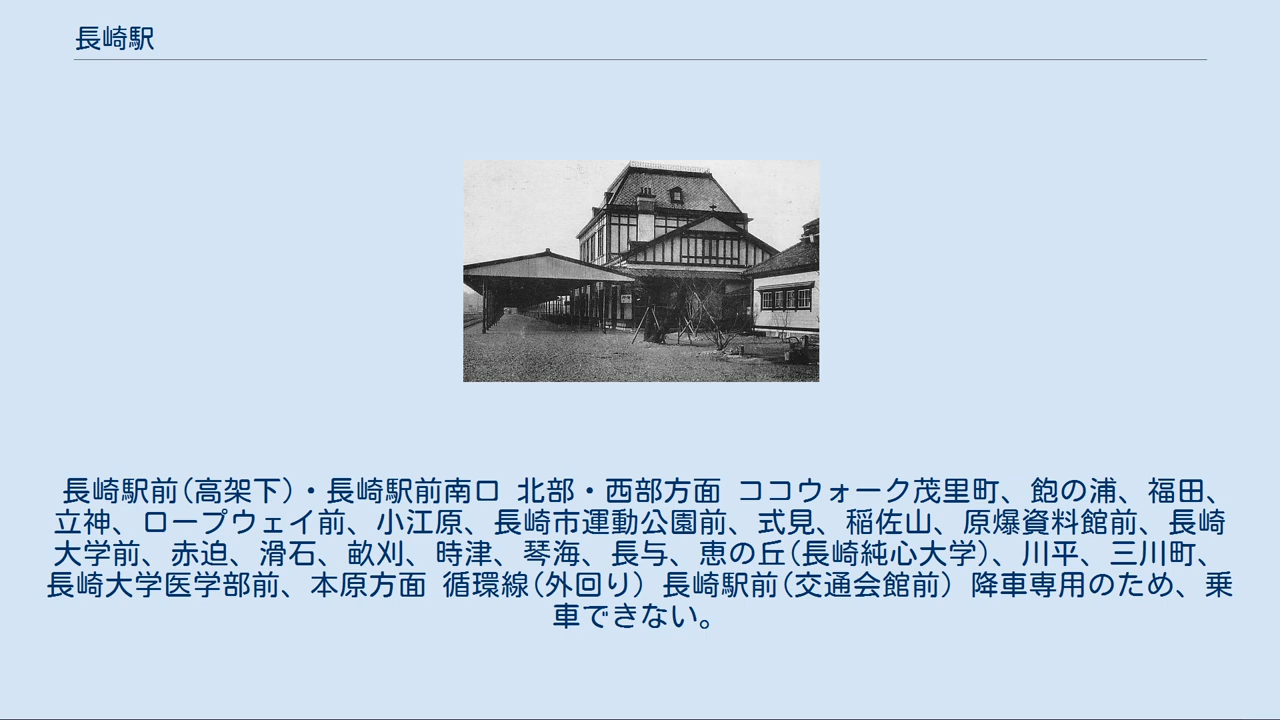 長崎駅
長崎駅前(高架下)・長崎駅前南口 北部・西部方面 ココウォーク茂里町、飽の浦、福田、
立神、ロープウェイ前、小江原、長崎市運動公園前、式見、稲佐山、原爆資料館前、長崎
大学前、赤迫、滑石、畝刈、時津、琴海、長与、恵の丘(長崎純心大学)、川平、三川町、
長崎大学医学部前、本原方面 循環線(外回り) 長崎駅前(交通会館前) 降車専用のため、乗
車できない。